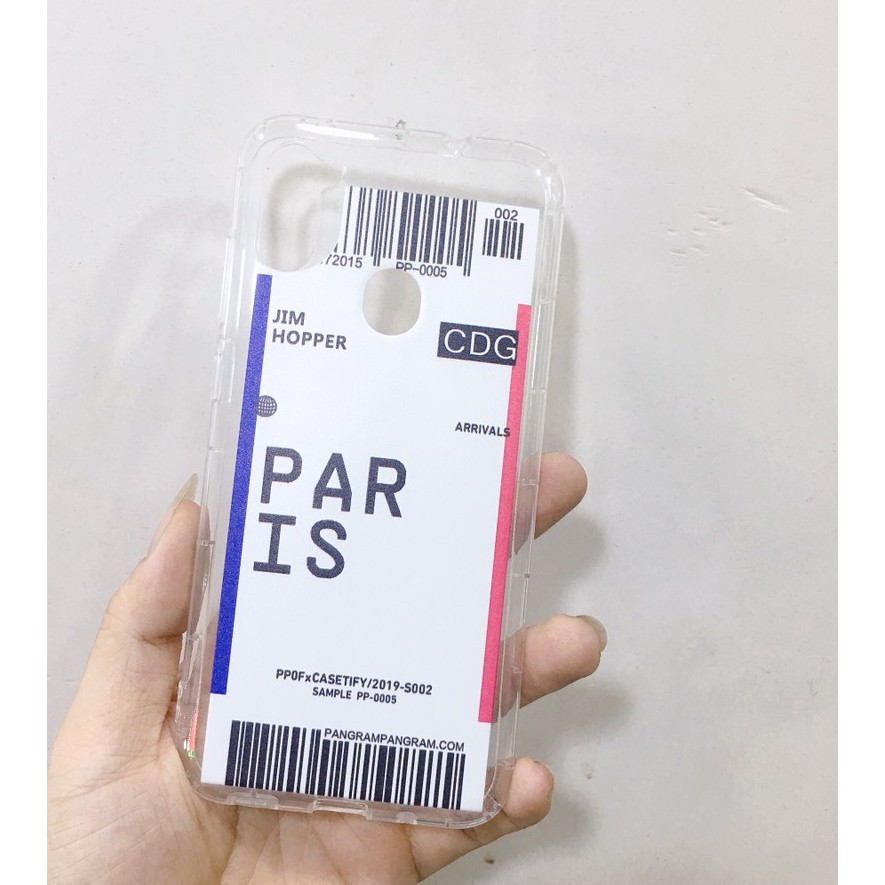 002
/2015 PP-0005
JIM
HOPPER
CDG
ARRIVALS
PAR
IS
PP0FxCASETIFY/2019-S002
SAMPLE PP-0005
PANGRAMPANGRAM.COM